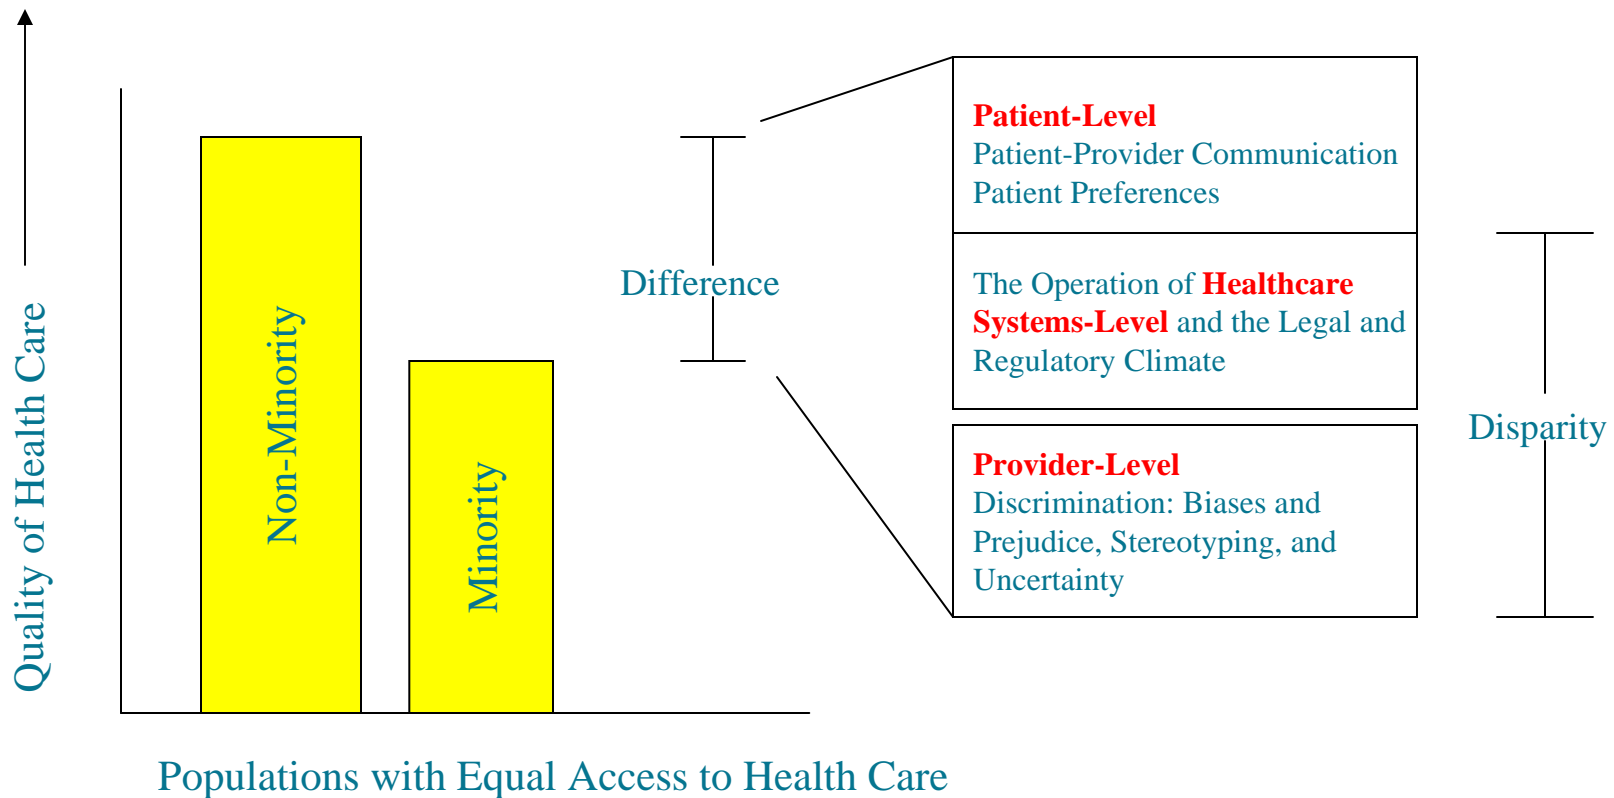 Quality of Health Care
Non-Minority
Minority
Difference
Populations with Equal Access to Health Care
Patient-Level
Patient-Provider Communication
Patient Preferences
The Operation of Healthcare
Systems-Level and the Legal and
Regulatory Climate
Provider-Level
Discrimination: Biases and
Prejudice, Stereotyping, and
Uncertainty
Disparity